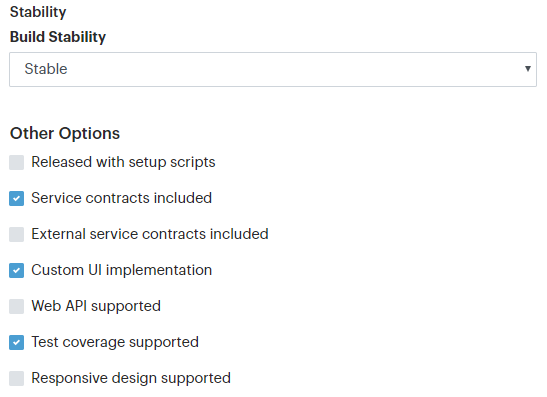 Stability
Build Stability
Stable
Other Options
Released with setup scripts
Service contracts included
External service contracts included
Custom UI implementation
Web API supported
Test coverage supported
Responsive design supported